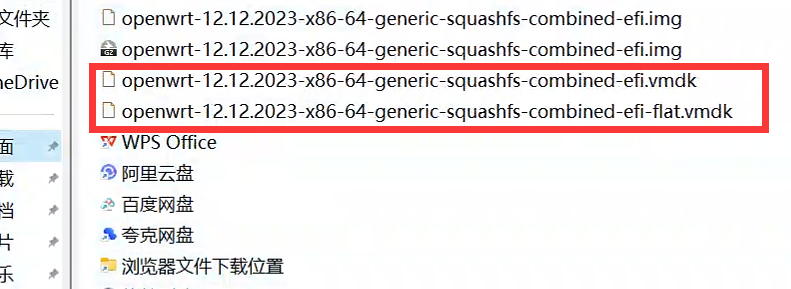 文件夹
openwrt-12.12.2023-x86-64-generic-squashfs-combined-efi.img
库
openwrt-12.12.2023-x86-64-generic-squashfs-combined-efi.img
neDrive
openwrt-12.12.2023-x86-64-generic-squashfs-combined-efi.vmdk
openwrt-12.12.2023-x86-64-generic-squashfs-combined-efi-flat.vmdk
面
WPS Office
载
阿里云盘
档
百度网盘
片
夸克网盘
乐
浏览器文件下载位置